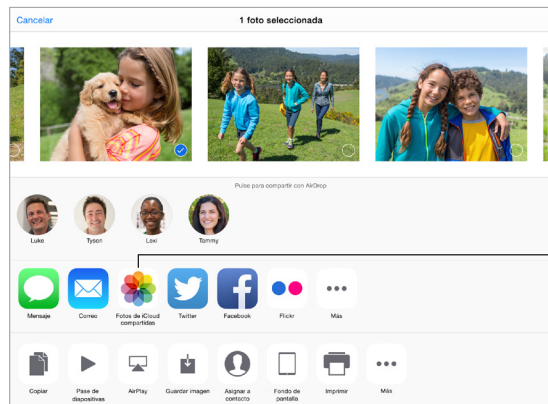 Cancelar
1 foto seleccionada
Pulse para compartir con AirDrop
Luke
Tyson
Lexi
Tammy
Mensaje
Correo
Fotos de iCloud
compartidas
Twitter
Facebook
Flickr
Más
Copiar
Pase de
diapositivas
AirPlay
Guardar imagen
Asignar a
contacto
Fondo de
pantalla
Imprimir
Más